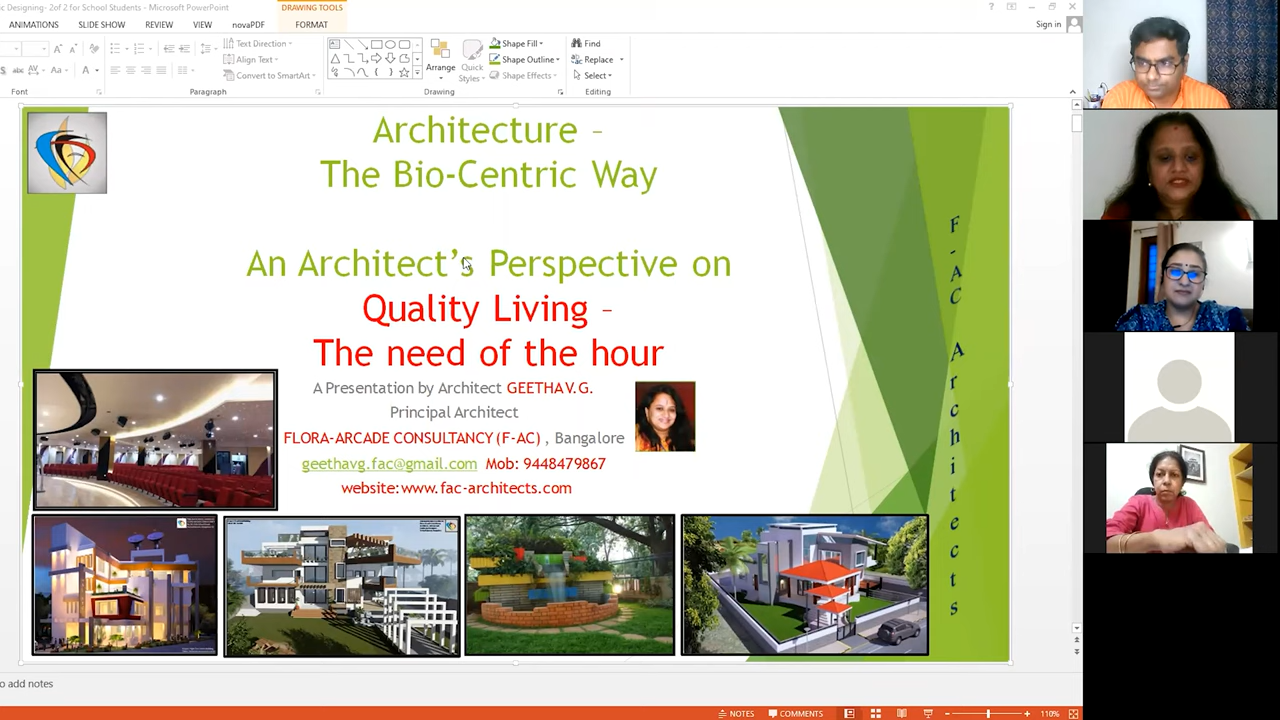 c Designing- 2of 2 for School Students - Microsoft PowerPoint
DRAWING TOOLS
ANIMATIONS SLIDE SHOW REVIEW VIEW novaPDF FORMAT
Sign in
Text Direction
Align Text
Convert to SmartArt
Arrange
Quick
Styles
Shape Fill
Shape Outline
Shape Effects
Find
Replace
Select
Font Paragraph Drawing Editing
Architecture –
The Bio-Centric Way
An Architect's Perspective on
Quality Living –
The need of the hour
A Presentation by Architect GEETHA V.G.
Principal Architect
FLORA-ARCADE CONSULTANCY (F-AC) , Bangalore
geethavg.fac@gmail.com Mob: 9448479867
website:www.fac-architects.com
F-AC Architects
o add notes
NOTES COMMENTS 110%